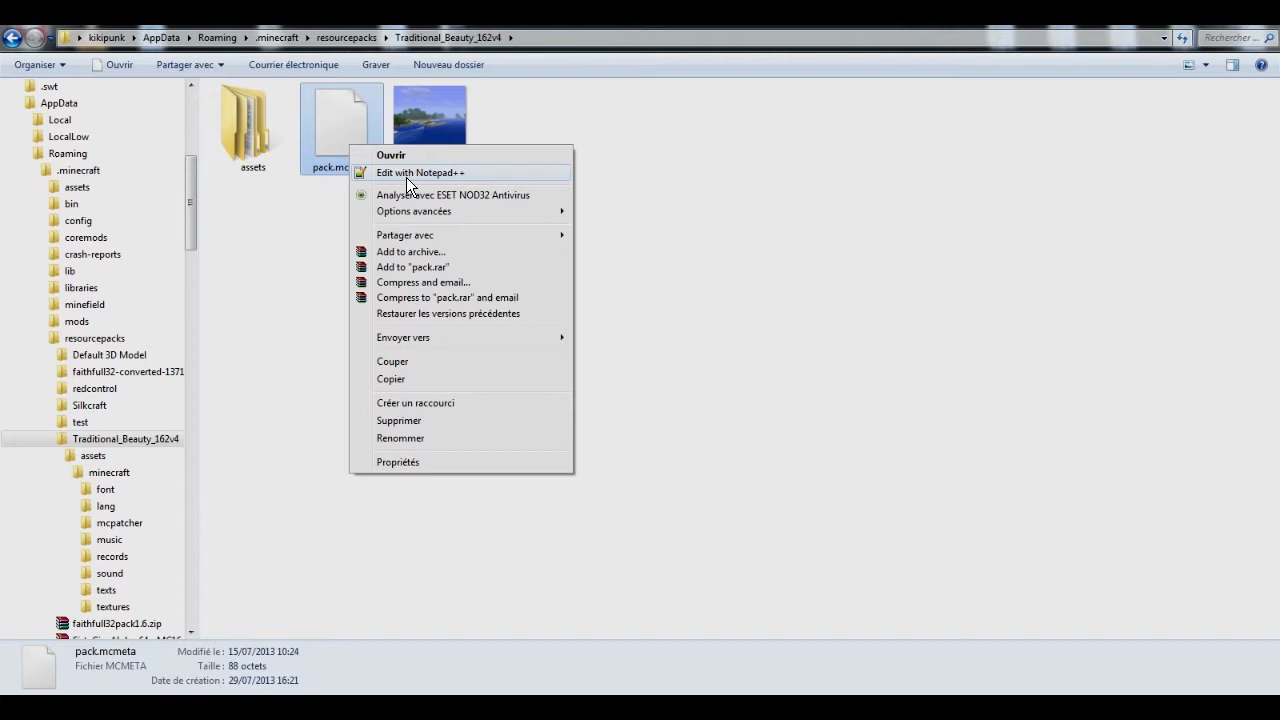 kikipunk AppData Roaming .minecraft resourcepacks Traditional_Beauty_162v4
Rechercher ...
Organiser Ouvrir Partager avec Courrier électronique Graver Nouveau dossier
.swt
AppData
Local
LocalLow
Roaming
.minecraft
assets
bin
config
coremods
crash-reports
lib
libraries
minefield
mods
resourcepacks
Default 3D Model
faithfull32-converted-1371
redcontrol
Silkcraft
test
Traditional_Beauty_162v4
assets
minecraft
font
lang
mcpatcher
music
records
sound
texts
textures
faithfull32pack1.6.zip
assets
pack.mc
Ouvrir
Edit with Notepad++
Analyser avec ESET NOD32 Antivirus
Options avancées
Partager avec
Add to archive...
Add to "pack.rar"
Compress and email...
Compress to "pack.rar" and email
Restaurer les versions précédentes
Envoyer vers
Couper
Copier
Créer un raccourci
Supprimer
Renommer
Propriétés
pack.mcmeta Modifié le : 15/07/2013 10:24
Fichier MCMETA Taille : 88 octets
Date de création : 29/07/2013 16:21